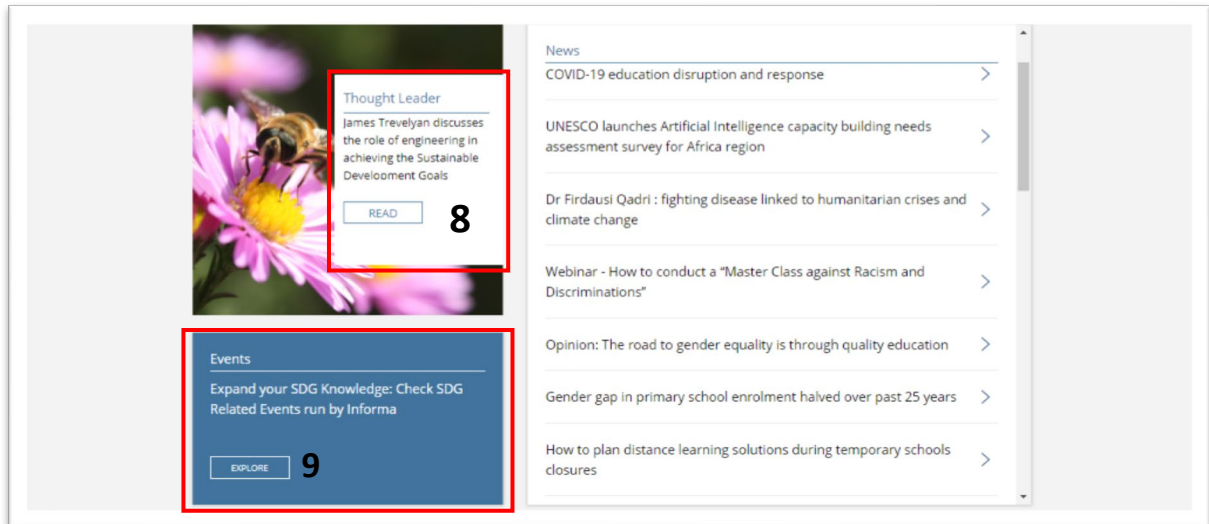 Thought Leader
James Trevelyan discusses
the role of engineering in
achieving the Sustainable
Development Goals
READ
8
Events
Expand your SDG Knowledge: Check SDG
Related Events run by Informa
EXPLORE
9
News
COVID-19 education disruption and response
UNESCO launches Artificial Intelligence capacity building needs
assessment survey for Africa region
Dr Firdausi Qadri : fighting disease linked to humanitarian crises and
climate change
Webinar - How to conduct a “Master Class against Racism and
Discriminations”
Opinion: The road to gender equality is through quality education
Gender gap in primary school enrolment halved over past 25 years
How to plan distance learning solutions during temporary schools
closures